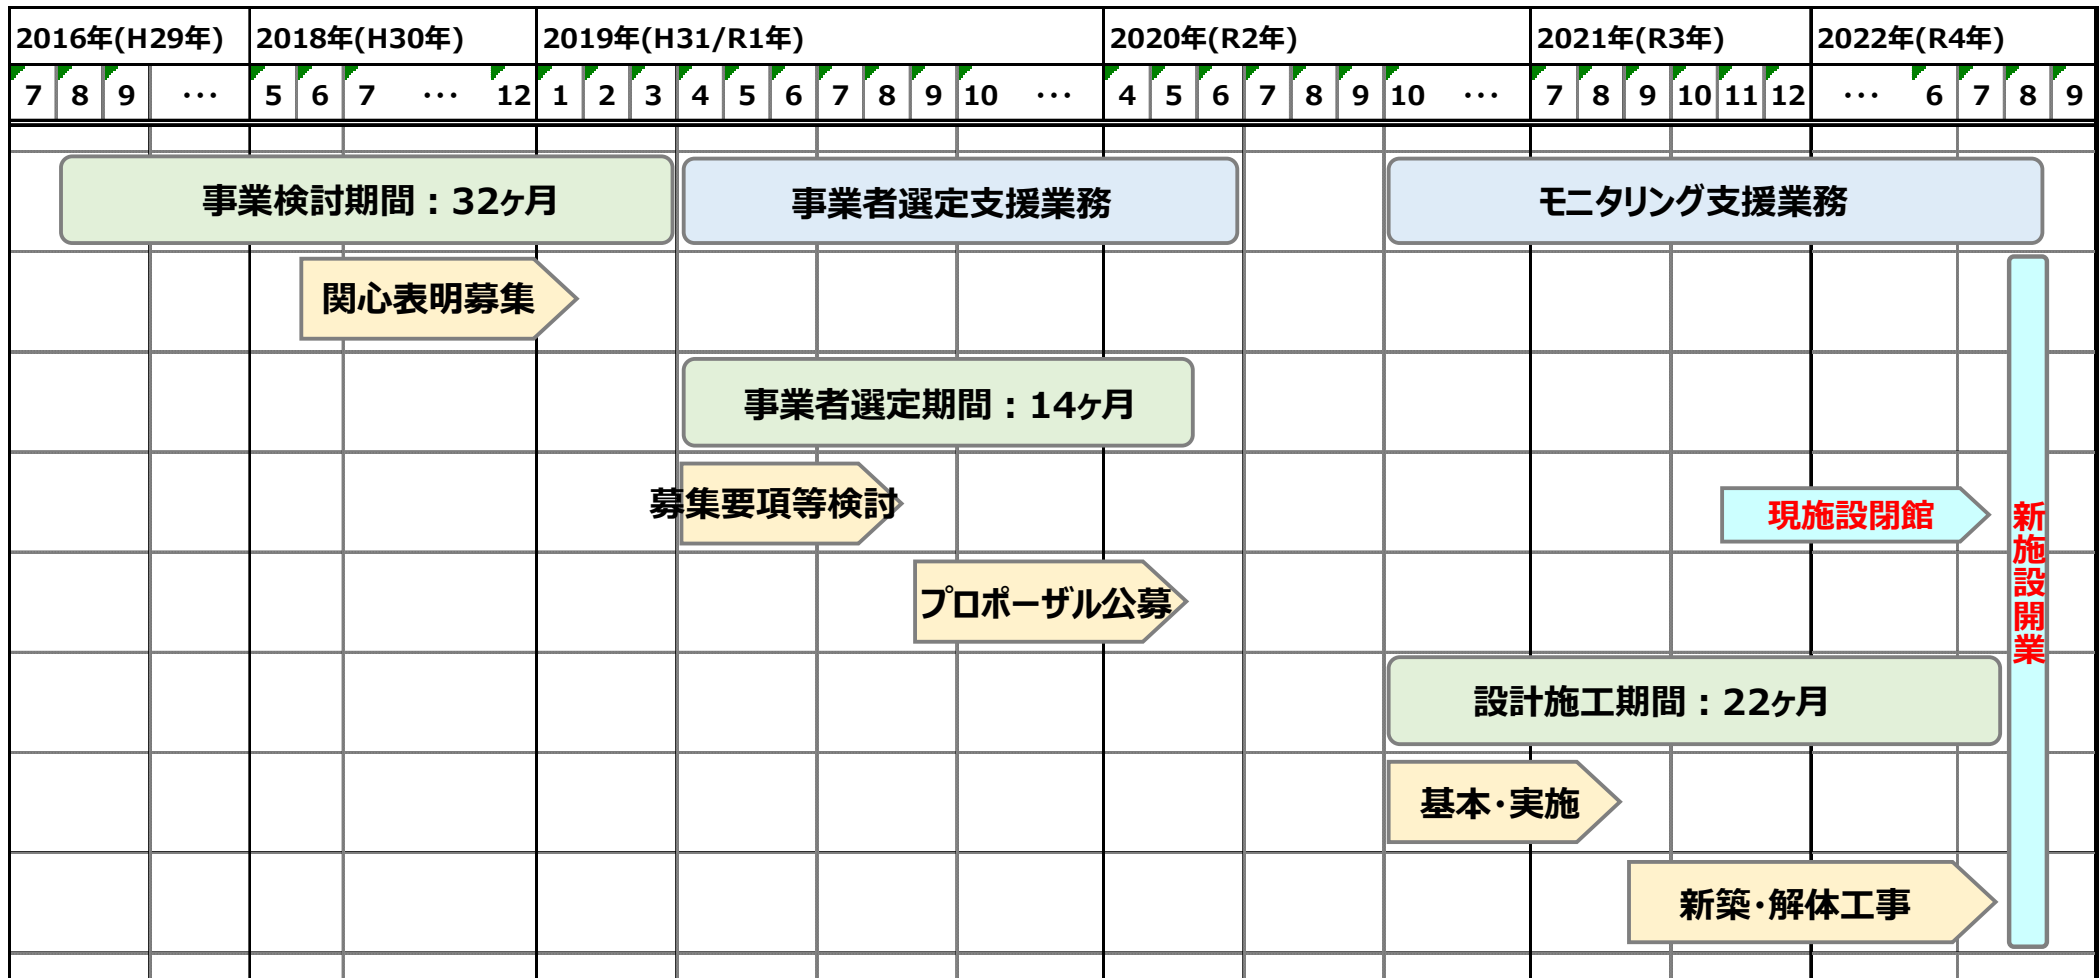 2016年(H29年) 2018年(H30年) 2019年(H31/R1年) 2020年(R2年) 2021年(R3年) 2022年(R4年)
7 8 9 … 5 6 7 … 12 1 2 3 4 5 6 7 8 9 10 … 4 5 6 7 8 9 10 … 7 8 9 10 11 12 … 6 7 8 9
事業検討期間：32ヶ月 事業者選定支援業務 モニタリング支援業務
関心表明募集
事業者選定期間：14ヶ月
募集要項等検討 現施設閉館
新施設開業
プロポーザル公募
設計施工期間：22ヶ月
基本・実施
新築・解体工事